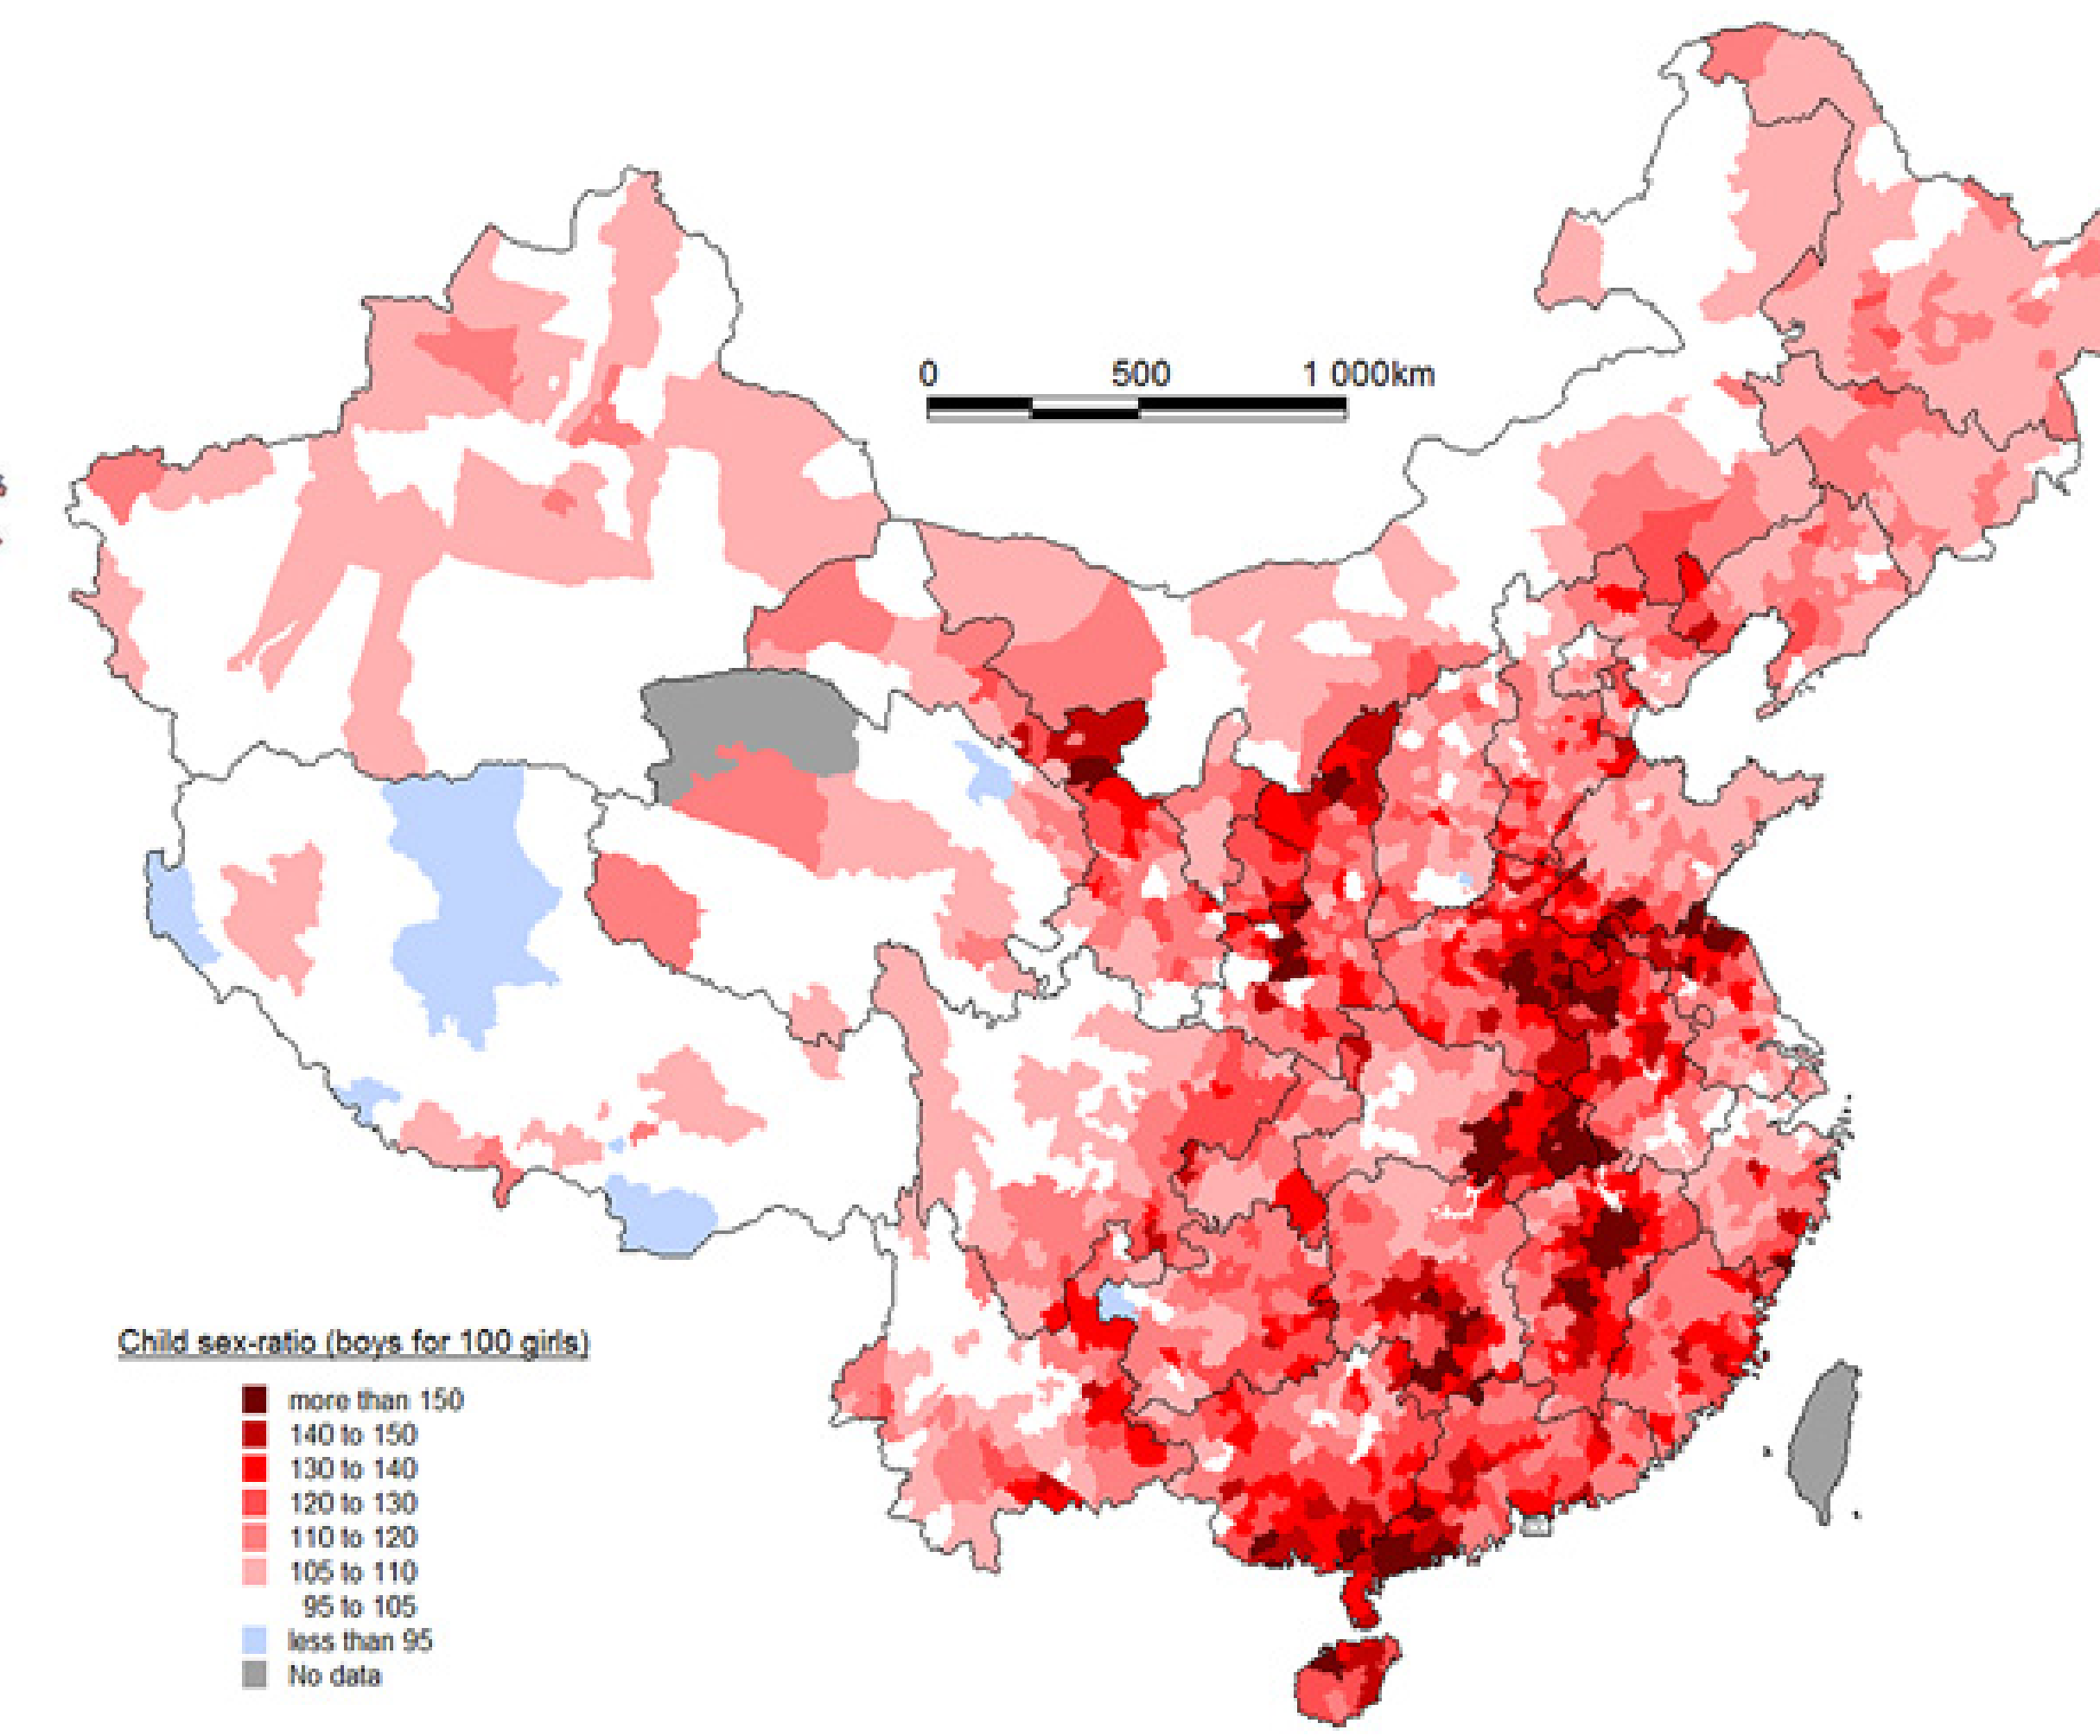 0 500 1 000km
Child sex-ratio (boys for 100 girls)
more than 150
140 to 150
130 to 140
120 to 130
110 to 120
105 to 110
95 to 105
less than 95
No data